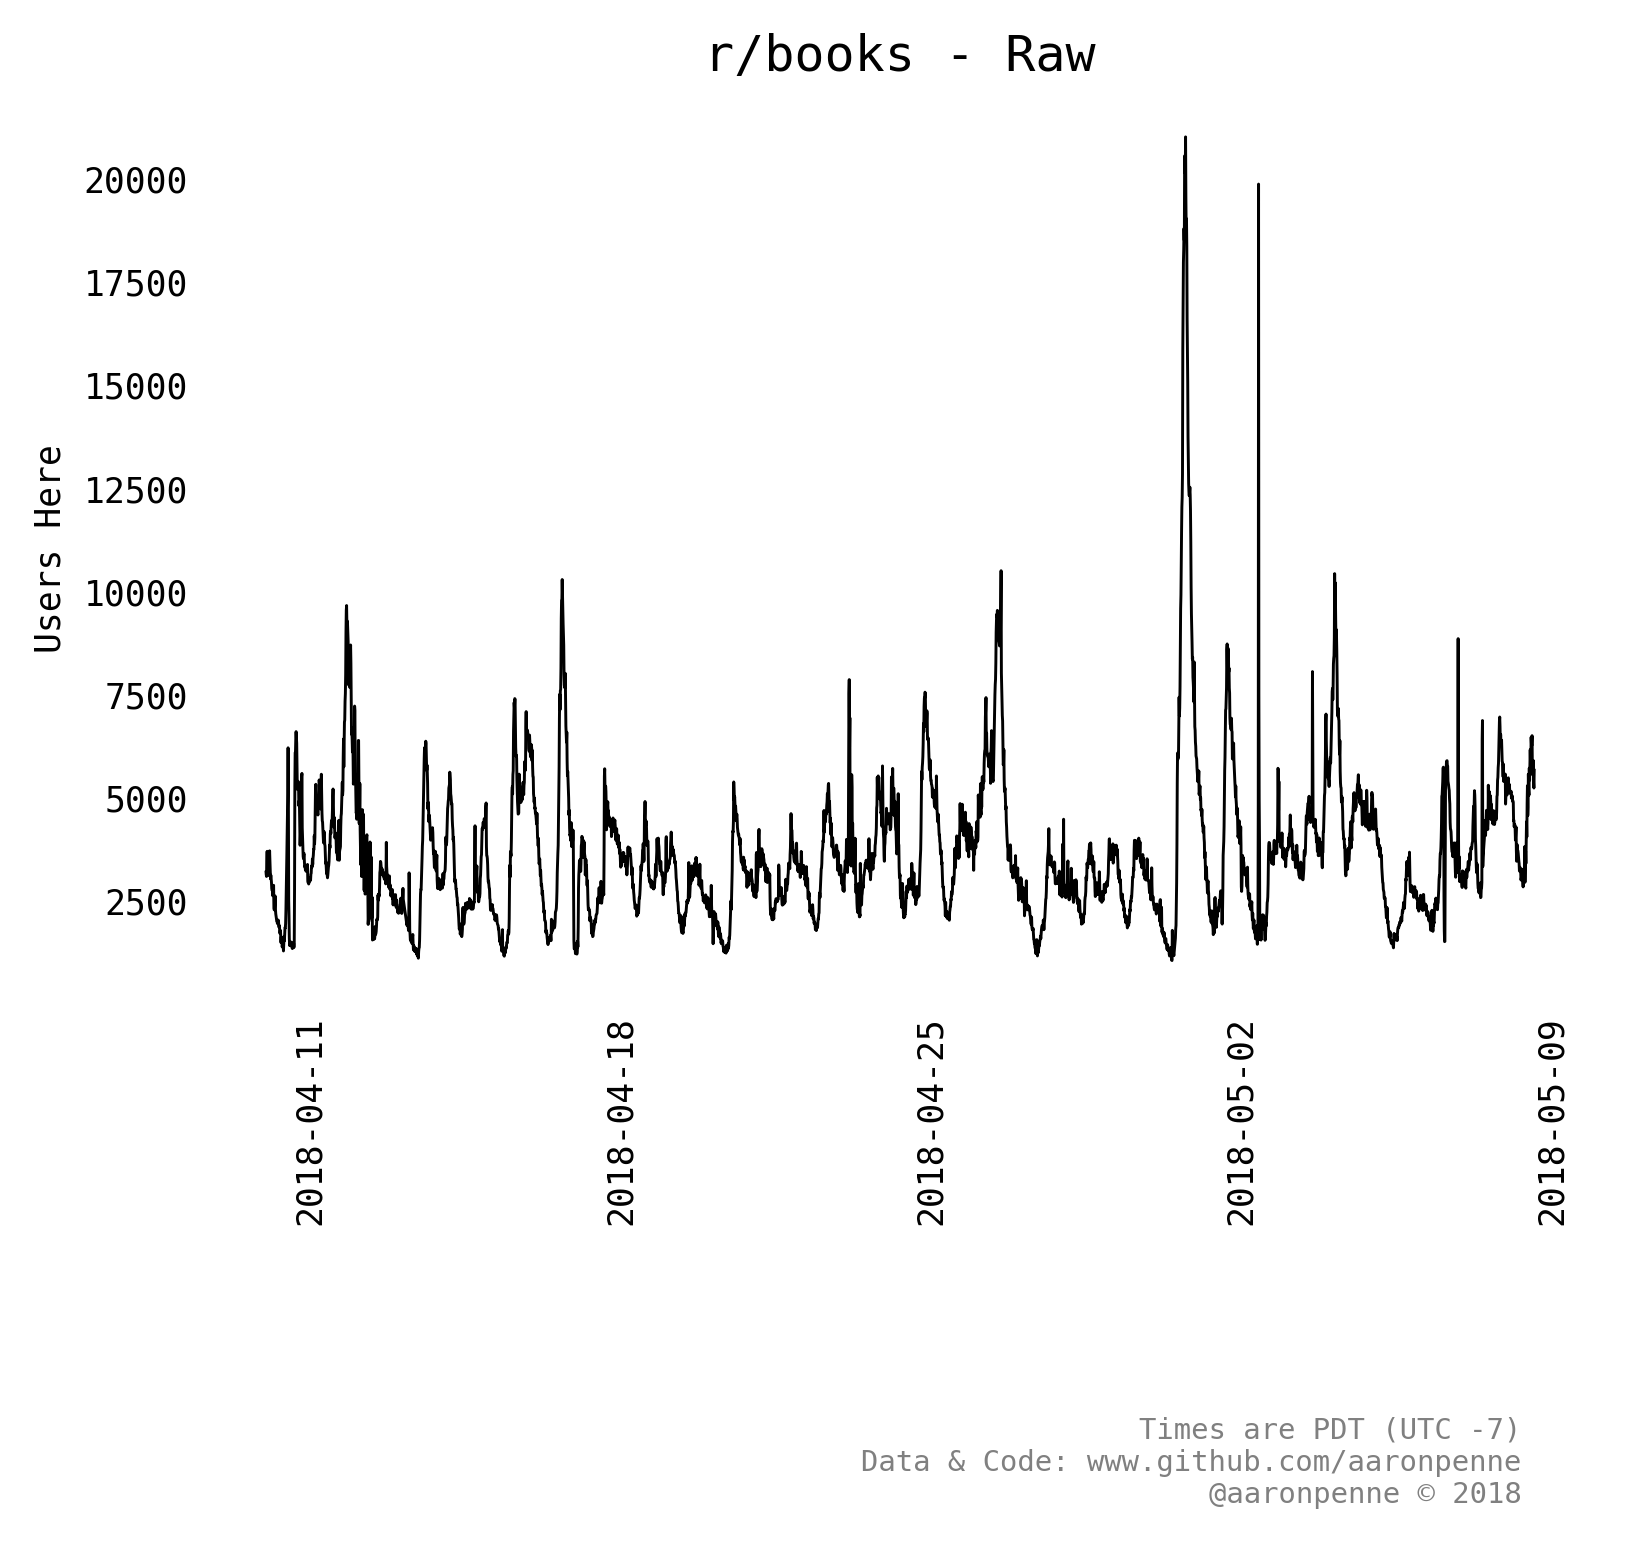 r/books - Raw
Users Here
20000
17500
15000
12500
10000
7500
5000
2500
2018-04-11
2018-04-18
2018-04-25
2018-05-02
2018-05-09
Times are PDT (UTC -7)
Data & Code: www.github.com/aaronpenne
@aaronpenne © 2018